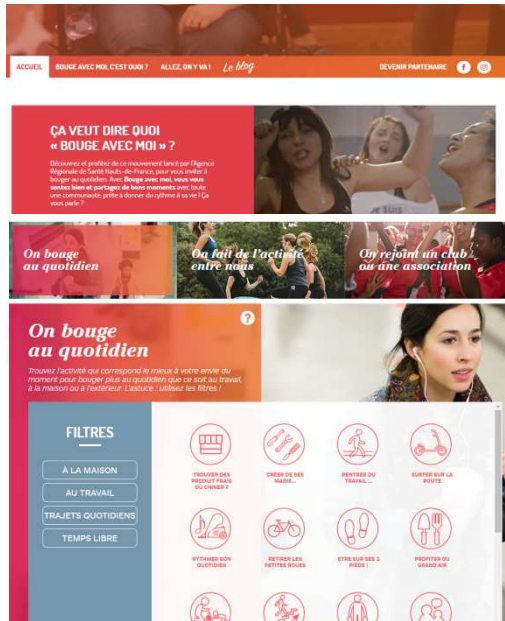 ACCUEIL BOUGE AVEC MOI, C'EST QUOI ? ALLEZ, ON Y VA ! Le blog DEVENIR PARTENAIRE
ÇA VEUT DIRE QUOI
« BOUGE AVEC MOI » ?
Découvrez et profitez de ce mouvement lancé par l'Agence
Régionale de Santé Hauts-de-France, pour vous inviter à
bouger au quotidien. Avec Bouge avec moi, vous vous
sentez bien et partagez de bons moments avec toute
une communauté, prête à donner du rythme à sa vie ! Ça
vous parle ?
JE SUIS
On bouge
au quotidien
On fait de l'activité
entre nous
On rejoint un club
ou une association
On bouge
au quotidien
?
Trouvez l'activité qui correspond le mieux à votre envie du
moment pour bouger plus au quotidien que ce soit au travail,
à la maison ou à l'extérieur. L'astuce : utilisez les filtres !
FILTRES
À LA MAISON
AU TRAVAIL
TRAJETS QUOTIDIENS
TEMPS LIBRE
TROUVER DES
PRODUIT FRAIS
OU CHINER ?
CRÉER DE SES
MAINS...
RENTRER DU
TRAVAIL...
SURFER SUR LA
ROUTE
RYTHMER SON
QUOTIDIEN
RETIRER LES
PETITES ROUES
ETRE SUR SES 2
PIEDS !
PROFITER DU
GRAND AIR